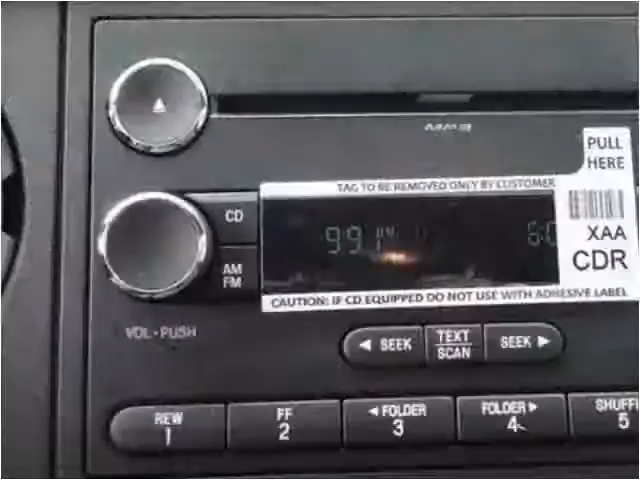 PULL
HERE
TAG TO BE REMOVED ONLY BY CUSTOMER
CD
991
XAA
CDR
AM
FM
CAUTION: IF CD EQUIPPED DO NOT USE WITH ADHESIVE LABEL
VOL • PUSH
◄ SEEK
TEXT
SCAN
SEEK ►
REW
1
FF
2
◄ FOLDER
3
FOLDER ►
4
SHUFFL
5